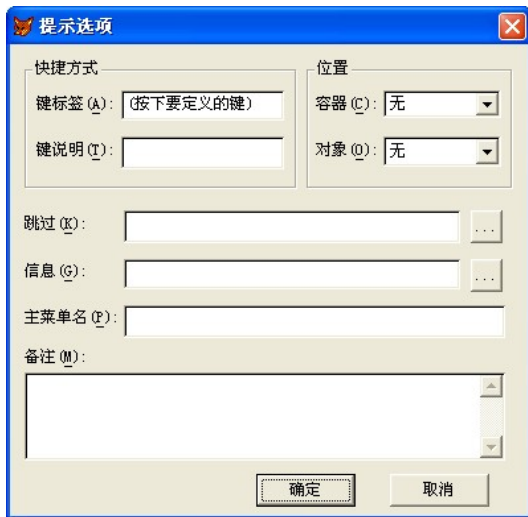 提示选项
快捷方式
键标签(A): (按下要定义的键)
键说明(T):
位置
容器(C): 无
对象(O): 无
跳过(K): ...
信息(G): ...
主菜单名(P):
备注(M):
确定 取消